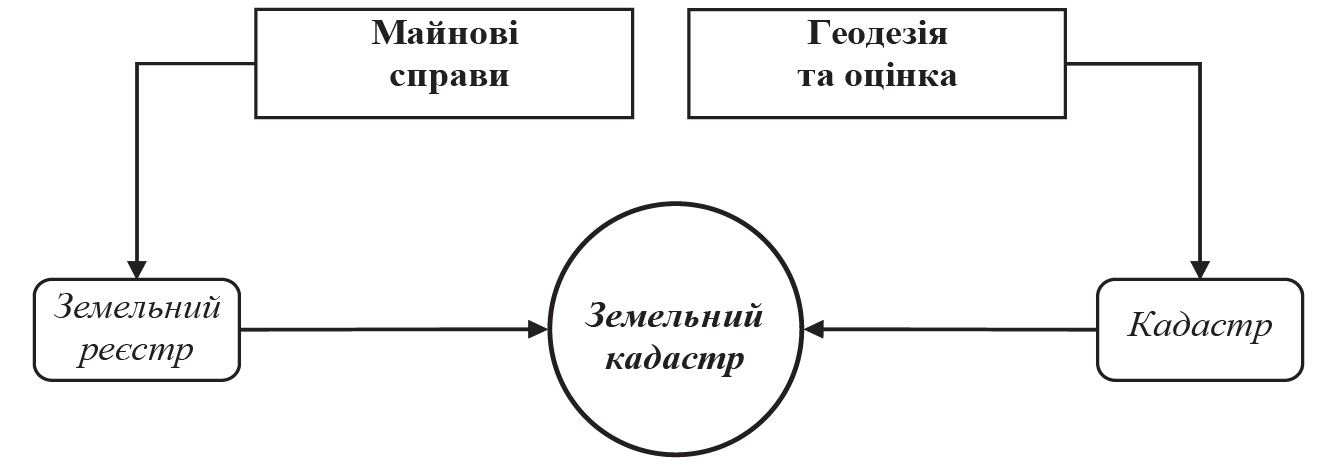 Майнові
справи
Геодезія
та оцінка
Земельний
реєстр
Земельний
кадастр
Кадастр